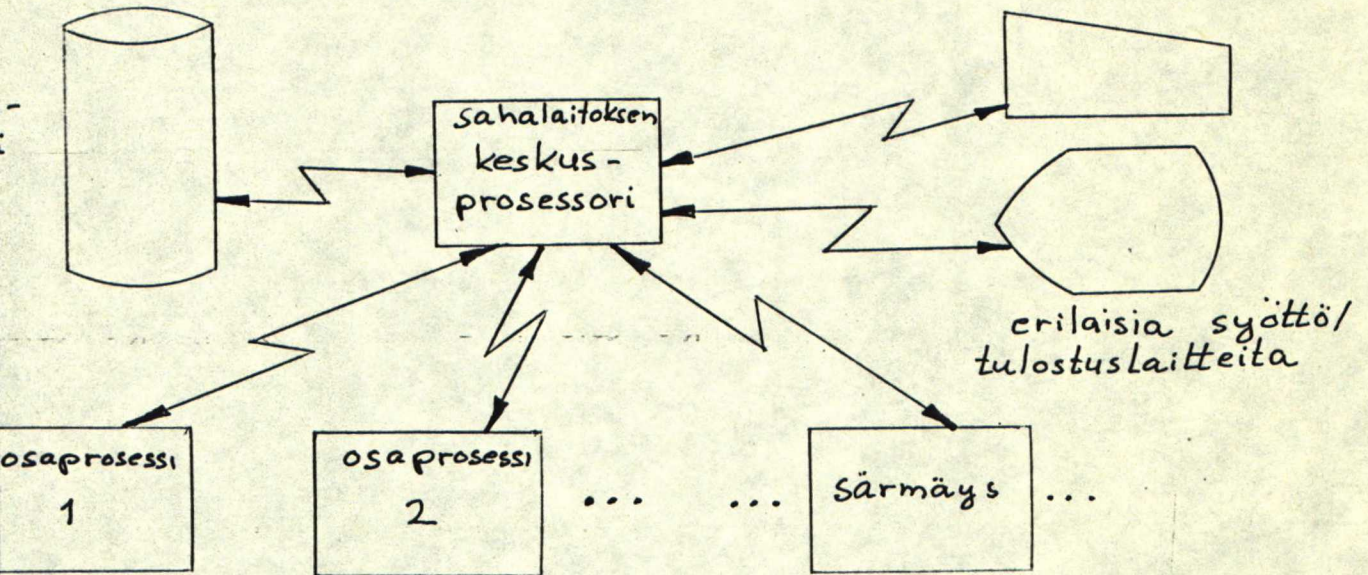 sahalaitoksen
keskus-
prosessori
erilaisia syöttö/
tulostuslaitteita
osaprosessi
1
osaprosessi
2
... ...
särmäys
...